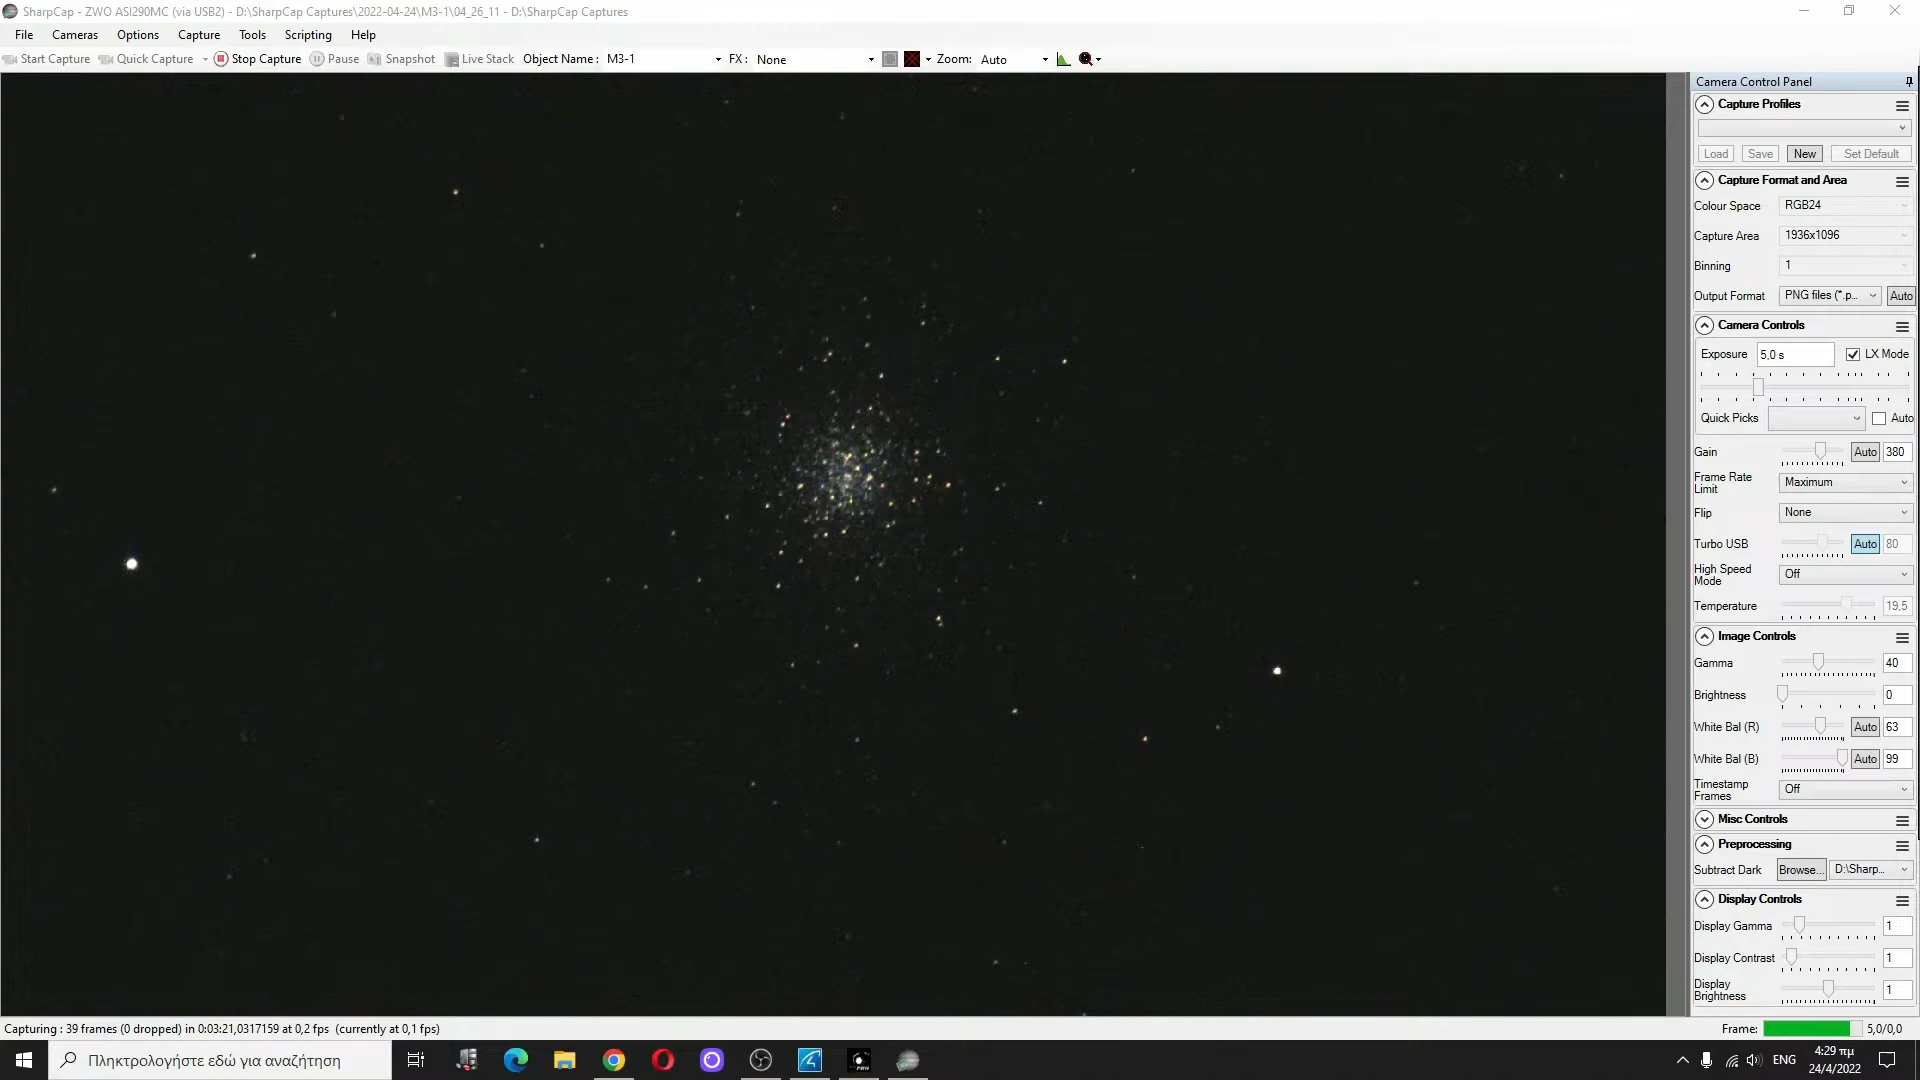 SharpCap - ZWO ASI290MC (via USB2) - D:\SharpCap Captures\2022-04-24\M3-1\04_26_11 - D:\SharpCap Captures
File Cameras Options Capture Tools Scripting Help
Start Capture Quick Capture Stop Capture Pause Snapshot Live Stack Object Name : M3-1 FX : None Zoom: Auto
Camera Control Panel
Capture Profiles
Load Save New Set Default
Capture Format and Area
Colour Space RGB24
Capture Area 1936x1096
Binning 1
Output Format PNG files (*.p... Auto
Camera Controls
Exposure 5,0 s LX Mode
Quick Picks Auto
Gain Auto 380
Frame Rate Limit Maximum
Flip None
Turbo USB Auto 80
High Speed Mode Off
Temperature 19,5
Image Controls
Gamma 40
Brightness 0
White Bal (R) Auto 63
White Bal (B) Auto 99
Timestamp Frames Off
Misc Controls
Preprocessing
Subtract Dark Browse... D:\Sharp...
Display Controls
Display Gamma 1
Display Contrast 1
Display Brightness 1
Capturing : 39 frames (0 dropped) in 0:03:21,0317159 at 0,2 fps (currently at 0,1 fps)
Frame: 5,0/0,0
Πληκτρολογήστε εδώ για αναζήτηση
PRO
ENG
4:29 πμ
24/4/2022